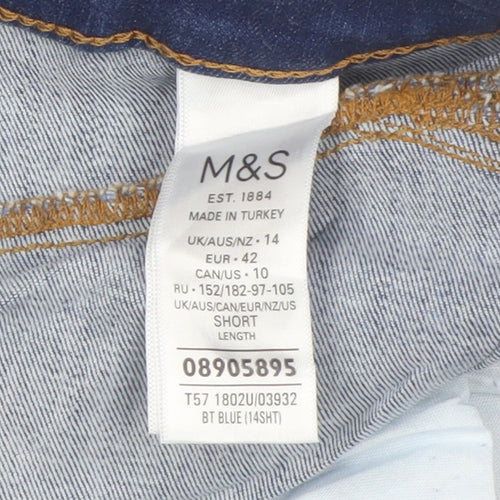 M&S
EST. 1884
MADE IN TURKEY
UK/AUS/NZ • 14
EUR • 42
CAN/US • 10
RU • 152/182-97-105
UK/AUS/CAN/EUR/NZ/US
SHORT
LENGTH
08905895
T57 1802U/03932
BT BLUE (14SHT)